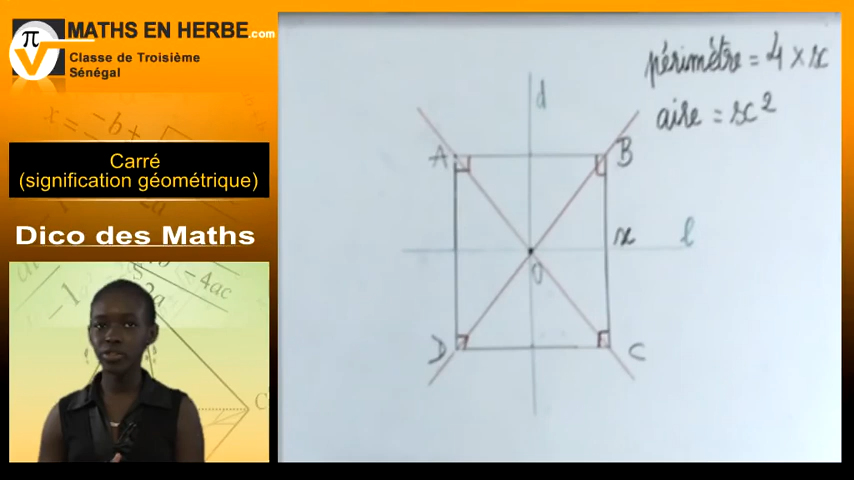 MATHS EN HERBE.com
Classe de Troisième
Sénégal
Carré
(signification géométrique)
Dico des Maths
périmètre = 4 × x
aire = x²
d
A
B
x
l
O
D
C
π
C